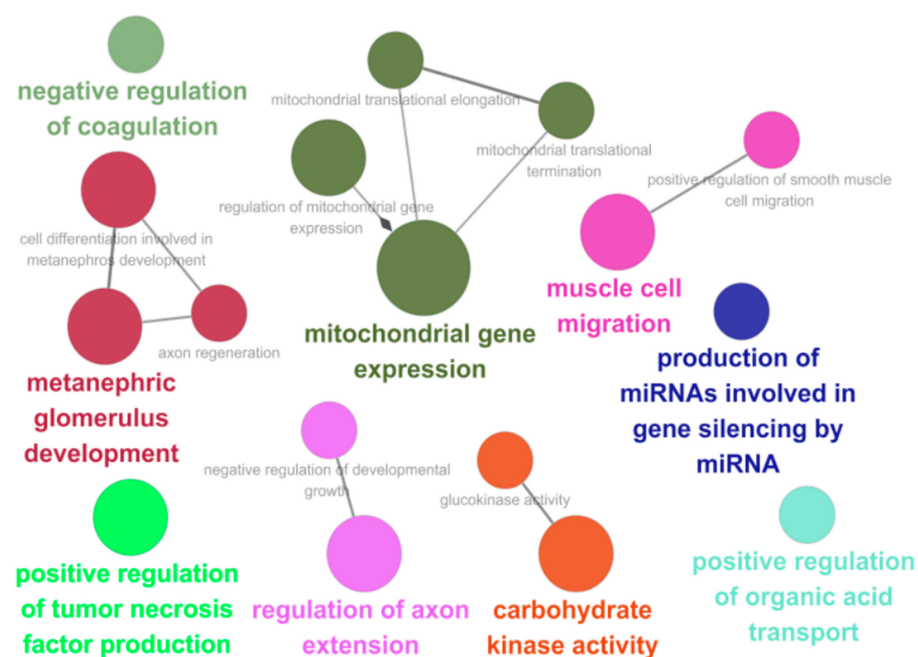 negative regulation
of coagulation
mitochondrial translational elongation
mitochondrial translational
termination
positive regulation of smooth muscle
cell migration
regulation of mitochondrial gene
expression
cell differentiation involved in
metanephros development
muscle cell
migration
mitochondrial gene
expression
axon regeneration
metanephric
glomerulus
development
production of
miRNAs involved in
gene silencing by
miRNA
negative regulation of developmental
growth
glucokinase activity
positive regulation
of tumor necrosis
factor production
regulation of axon
extension
carbohydrate
kinase activity
positive regulation
of organic acid
transport